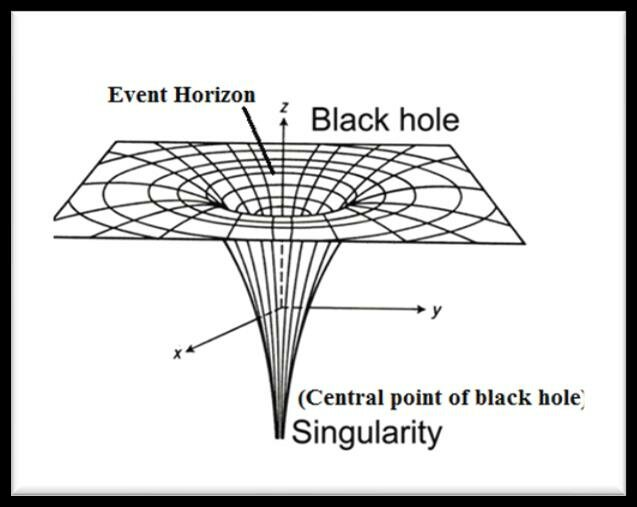 Event Horizon
z
Black hole
y
x
(Central point of black hole)
Singularity